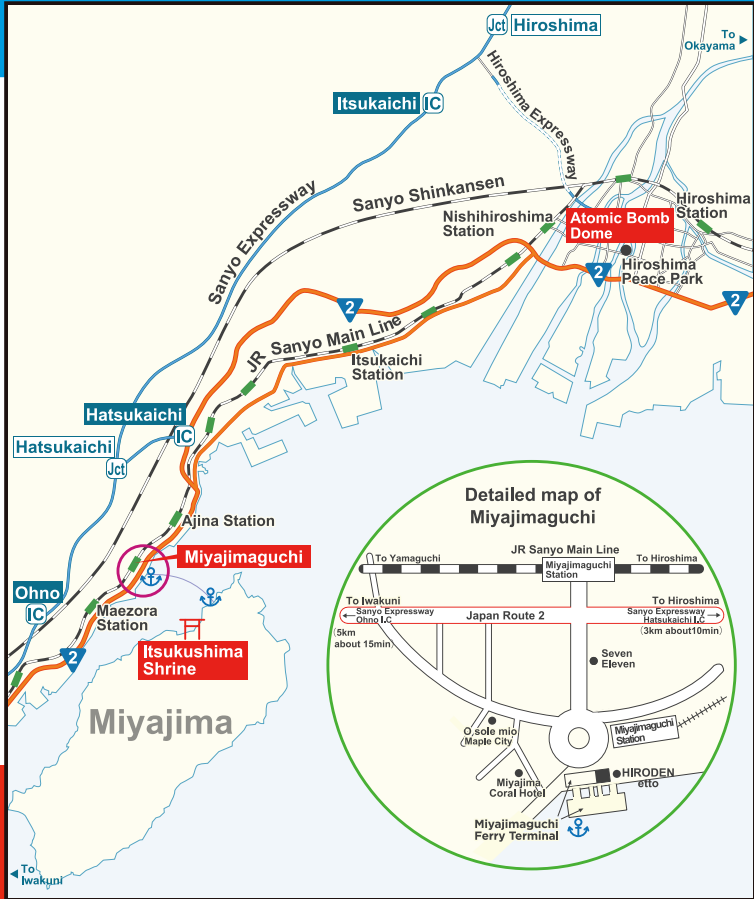 Jct Hiroshima
To
Okayama
Itsukaichi IC
Hiroshima Expressway
Sanyo Expressway
Sanyo Shinkansen
Nishihiroshima
Station
Hiroshima
Station
Atomic Bomb
Dome
Hiroshima
Peace Park
2
2
2
JR Sanyo Main Line
Itsukaichi
Station
Hatsukaichi
IC
Hatsukaichi
Jct
Ajina Station
Miyajimaguchi
Ohno
IC
Maezora
Station
2
Itsukushima
Shrine
Miyajima
To
Iwakuni
Detailed map of
Miyajimaguchi
JR Sanyo Main Line
To Yamaguchi
To Hiroshima
Miyajimaguchi
Station
To Iwakuni
Sanyo Expressway
Ohno I.C
(5km
about 15min)
Japan Route 2
To Hiroshima
Sanyo Expressway
Hatsukaichi I.C
(3km about10min)
Seven
Eleven
O,sole mio
Maple City
Miyajimaguchi
Station
Miyajima
Coral Hotel
HIRODEN
etto
Miyajimaguchi
Ferry Terminal